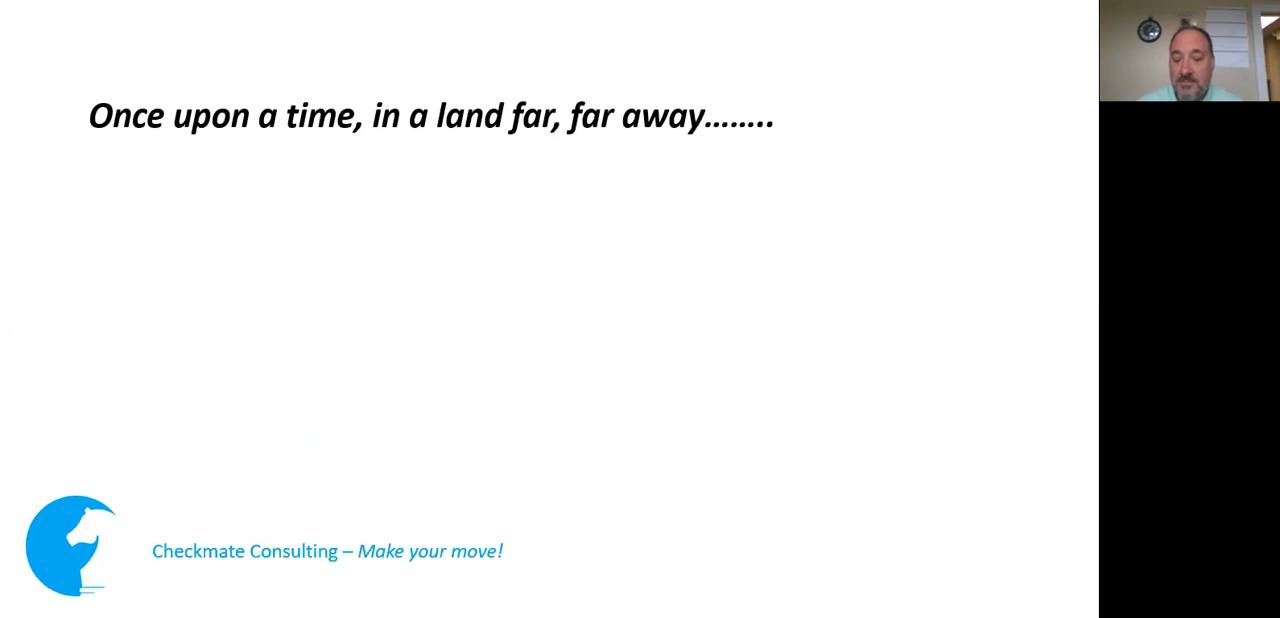 Once upon a time, in a land far, far away........
Checkmate Consulting – Make your move!